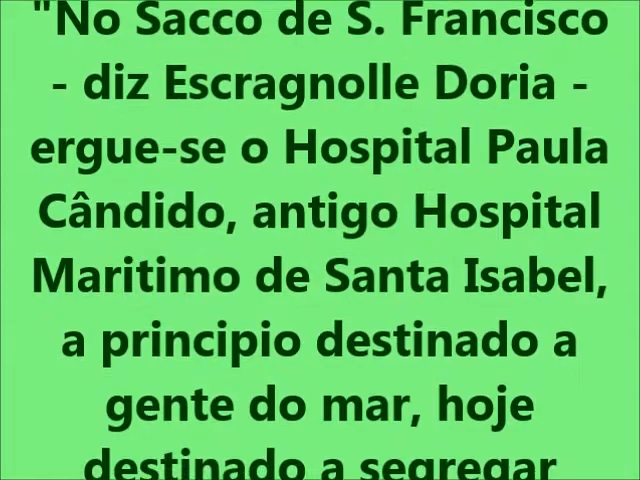 "No Sacco de S. Francisco
- diz Escragnolle Doria -
ergue-se o Hospital Paula
Cândido, antigo Hospital
Maritimo de Santa Isabel,
a principio destinado a
gente do mar, hoje
destinado a segregar